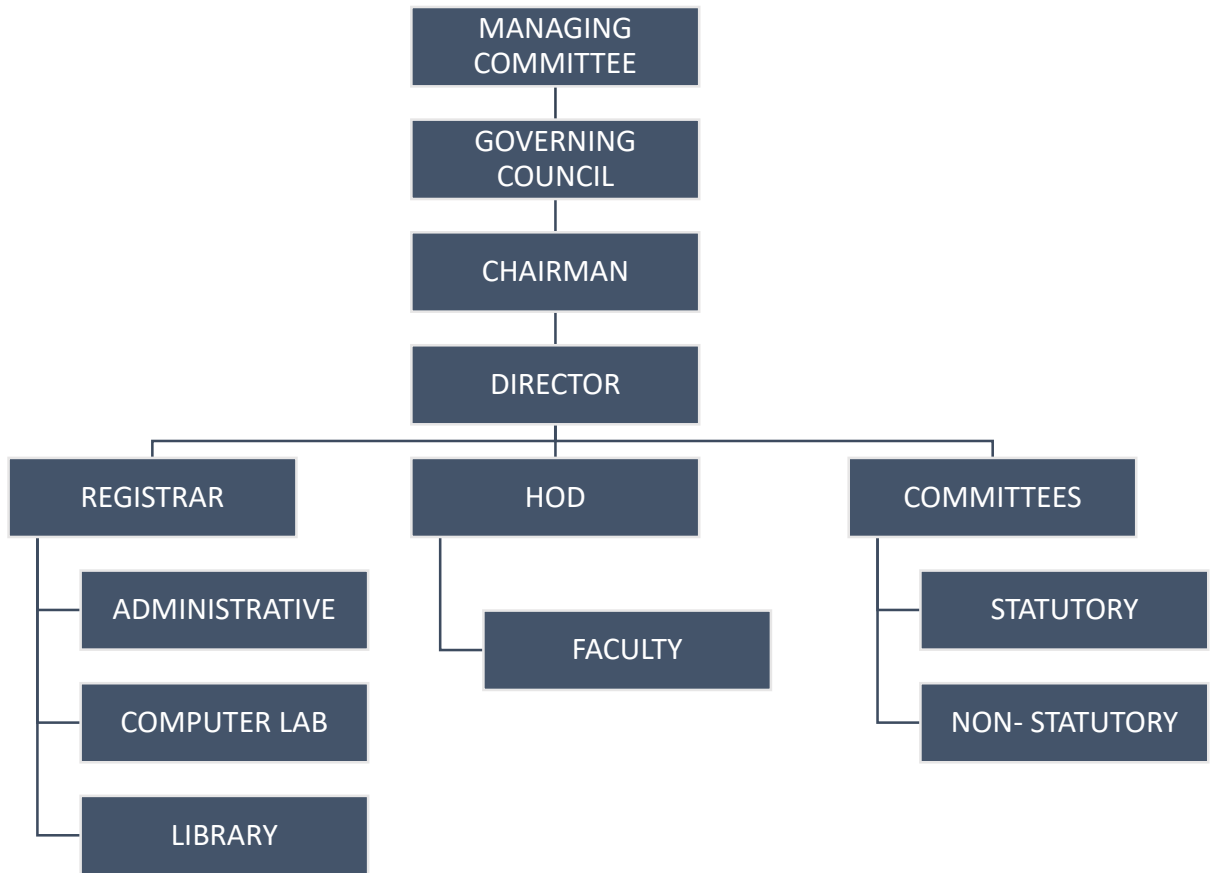 MANAGING
COMMITTEE
GOVERNING
COUNCIL
CHAIRMAN
DIRECTOR
REGISTRAR
HOD
COMMITTEES
ADMINISTRATIVE
STATUTORY
FACULTY
COMPUTER LAB
NON- STATUTORY
LIBRARY